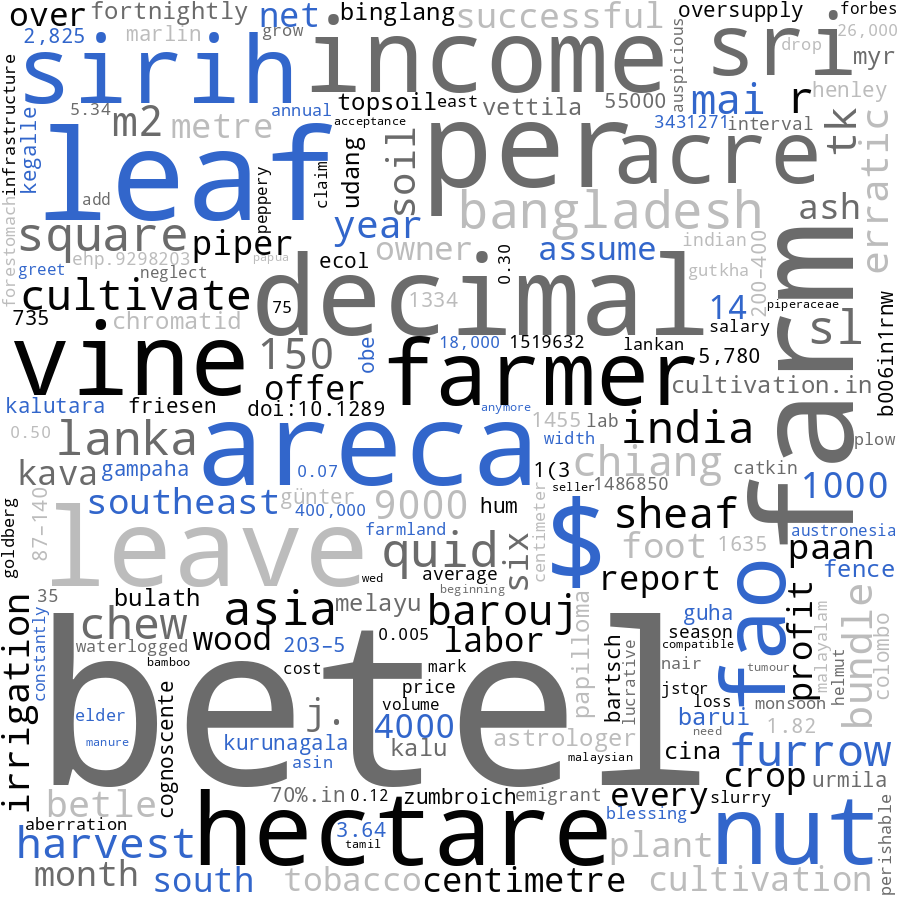 over fortnightly net . binglang successful oversupply forbes
2,825 marlin grow income auspicious sri drop 26,000
sirih myr
infrastructure 5.34 m2 metre annual topsoil east vettila 55000 mai r henley
acceptance 3431271 interval tk erratic
kegalle leaf udang soil per acre
add peppery claim
forestomach square piper year bangladesh ash
ehp.9298203 owner assume indian
greet neglect papua ecol 0.30 gutkha 200-400
cultivate decimal 75 1334 14 piperaceae farm
735 chromatid salary sl
vine 150 obe 18,000 1519632 lankan 5,780 b006in1rnw
offer farmer cultivation.in
kalutara friesen doi:10.1289 anymore
0.50 lanka areca 1455 lab india plow
width
kava gampaha 0.07 1(3 chiang catkin
seller 1486850 1000
southeast günter 400,000 9000 hum centimeter $ sheaf
goldberg 87-140 leave farmland foot 1635 austronesia
quid six paan
wed average report fence
35 beginning
irrigation constantly bulath asia melayu barouj papilloma fao profit bundle
chew guha malayalam colombo
waterlogged wood 203-5 0.005 labor bartsch lucrative season
bamboo compatible
betel cost mark nair tumour helmut
cognoscente price jstor
elder j. volume loss monsoon
4000 barui 1.82
manure kurunagala kalu astrologer need
asin malaysian cina furrow
crop urmila
betle 70%.in 0.12 zumbroich emigrant every slurry perishable
aberration hectare 3.64 blessing nut
harvest tamil plant
month south tobacco centimetre cultivation